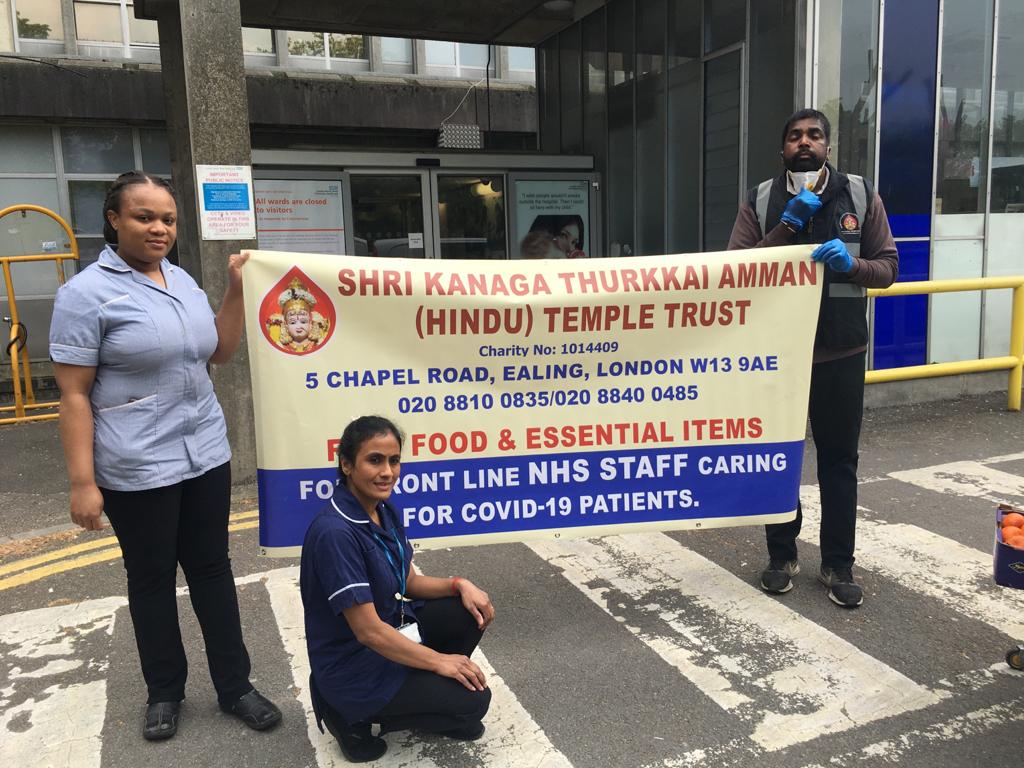 IMPORTANT
PUBLIC NOTICE
All wards are closed
to visitors
SHRI KANAGA THURKKAI AMMAN
(HINDU) TEMPLE TRUST
Charity No: 1014409
5 CHAPEL ROAD, EALING, LONDON W13 9AE
020 8810 0835/020 8840 0485
FOOD & ESSENTIAL ITEMS
LINE NHS STAFF CARING
FOR COVID-19 PATIENTS.